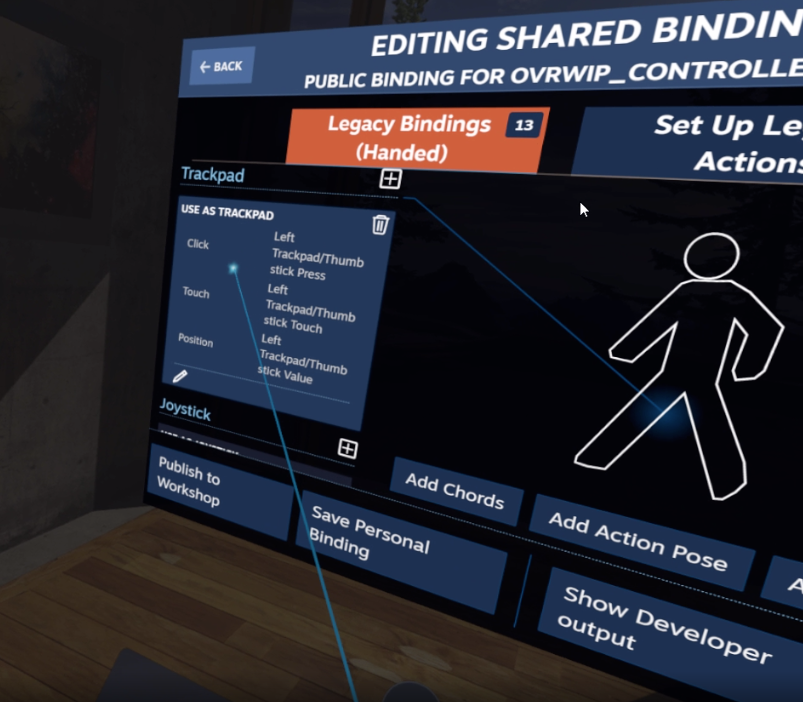 EDITING SHARED BINDIN
← BACK
PUBLIC BINDING FOR OVRWIP_CONTROLLE
Legacy Bindings 13
(Handed)
Set Up Le
Actions
Trackpad
USE AS TRACKPAD
Click
Left
Trackpad/Thumb
stick Press
Touch
Left
Trackpad/Thumb
stick Touch
Position
Left
Trackpad/Thumb
stick Value
Joystick
Publish to
Workshop
Save Personal
Binding
Add Chords
Add Action Pose
A
Show Developer
output